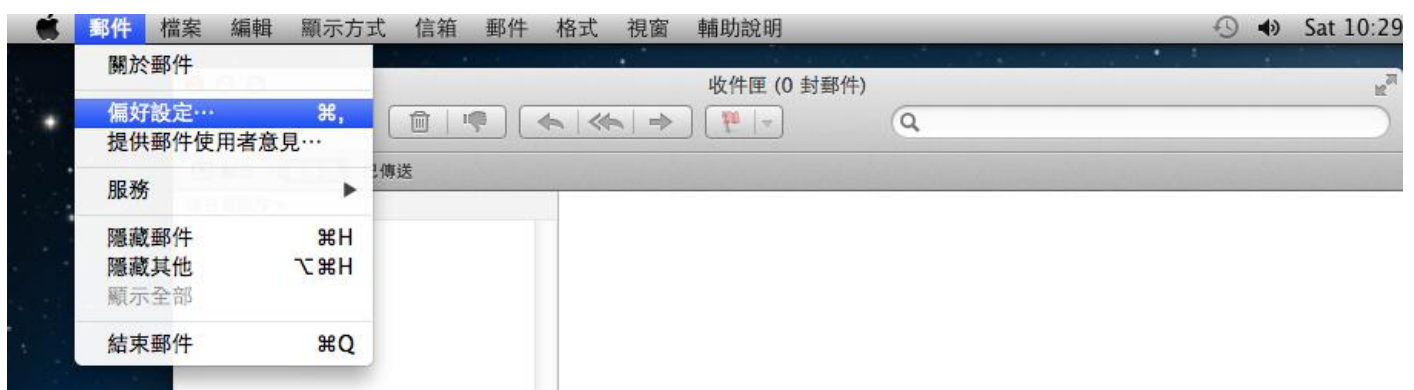 郵件 檔案 編輯 顯示方式 信箱 郵件 格式 視窗 輔助說明 Sat 10:29
關於郵件
收件匣 (0 封郵件)
偏好設定… ⌘,
提供郵件使用者意見…
已傳送
服務 ▶
隱藏郵件 ⌘H
隱藏其他 ⌥⌘H
顯示全部
結束郵件 ⌘Q